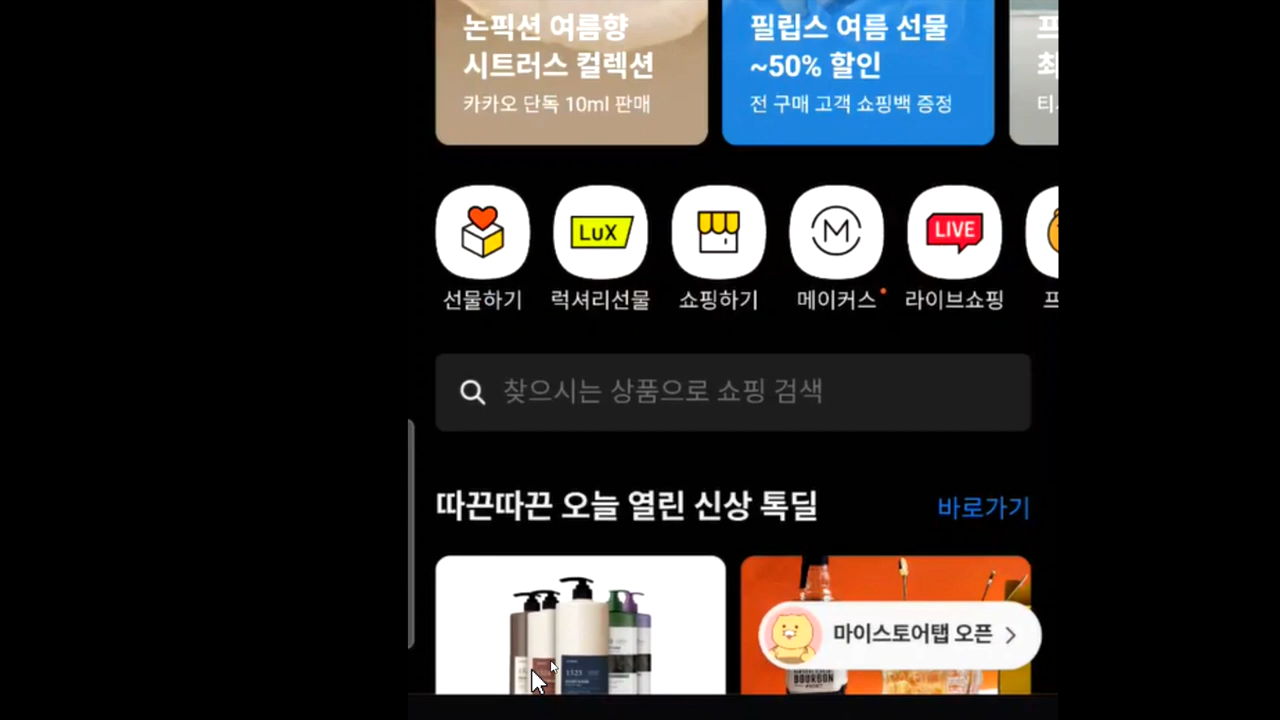 논픽션 여름향
시트러스 컬렉션
카카오 단독 10ml 판매
필립스 여름 선물
~50% 할인
전 구매 고객 쇼핑백 증정
LuX
M
LIVE
선물하기
럭셔리선물
쇼핑하기
메이커스
라이브쇼핑
찾으시는 상품으로 쇼핑 검색
따끈따끈 오늘 열린 신상 톡딜
바로가기
마이스토어탭 오픈
1523
BOURBON